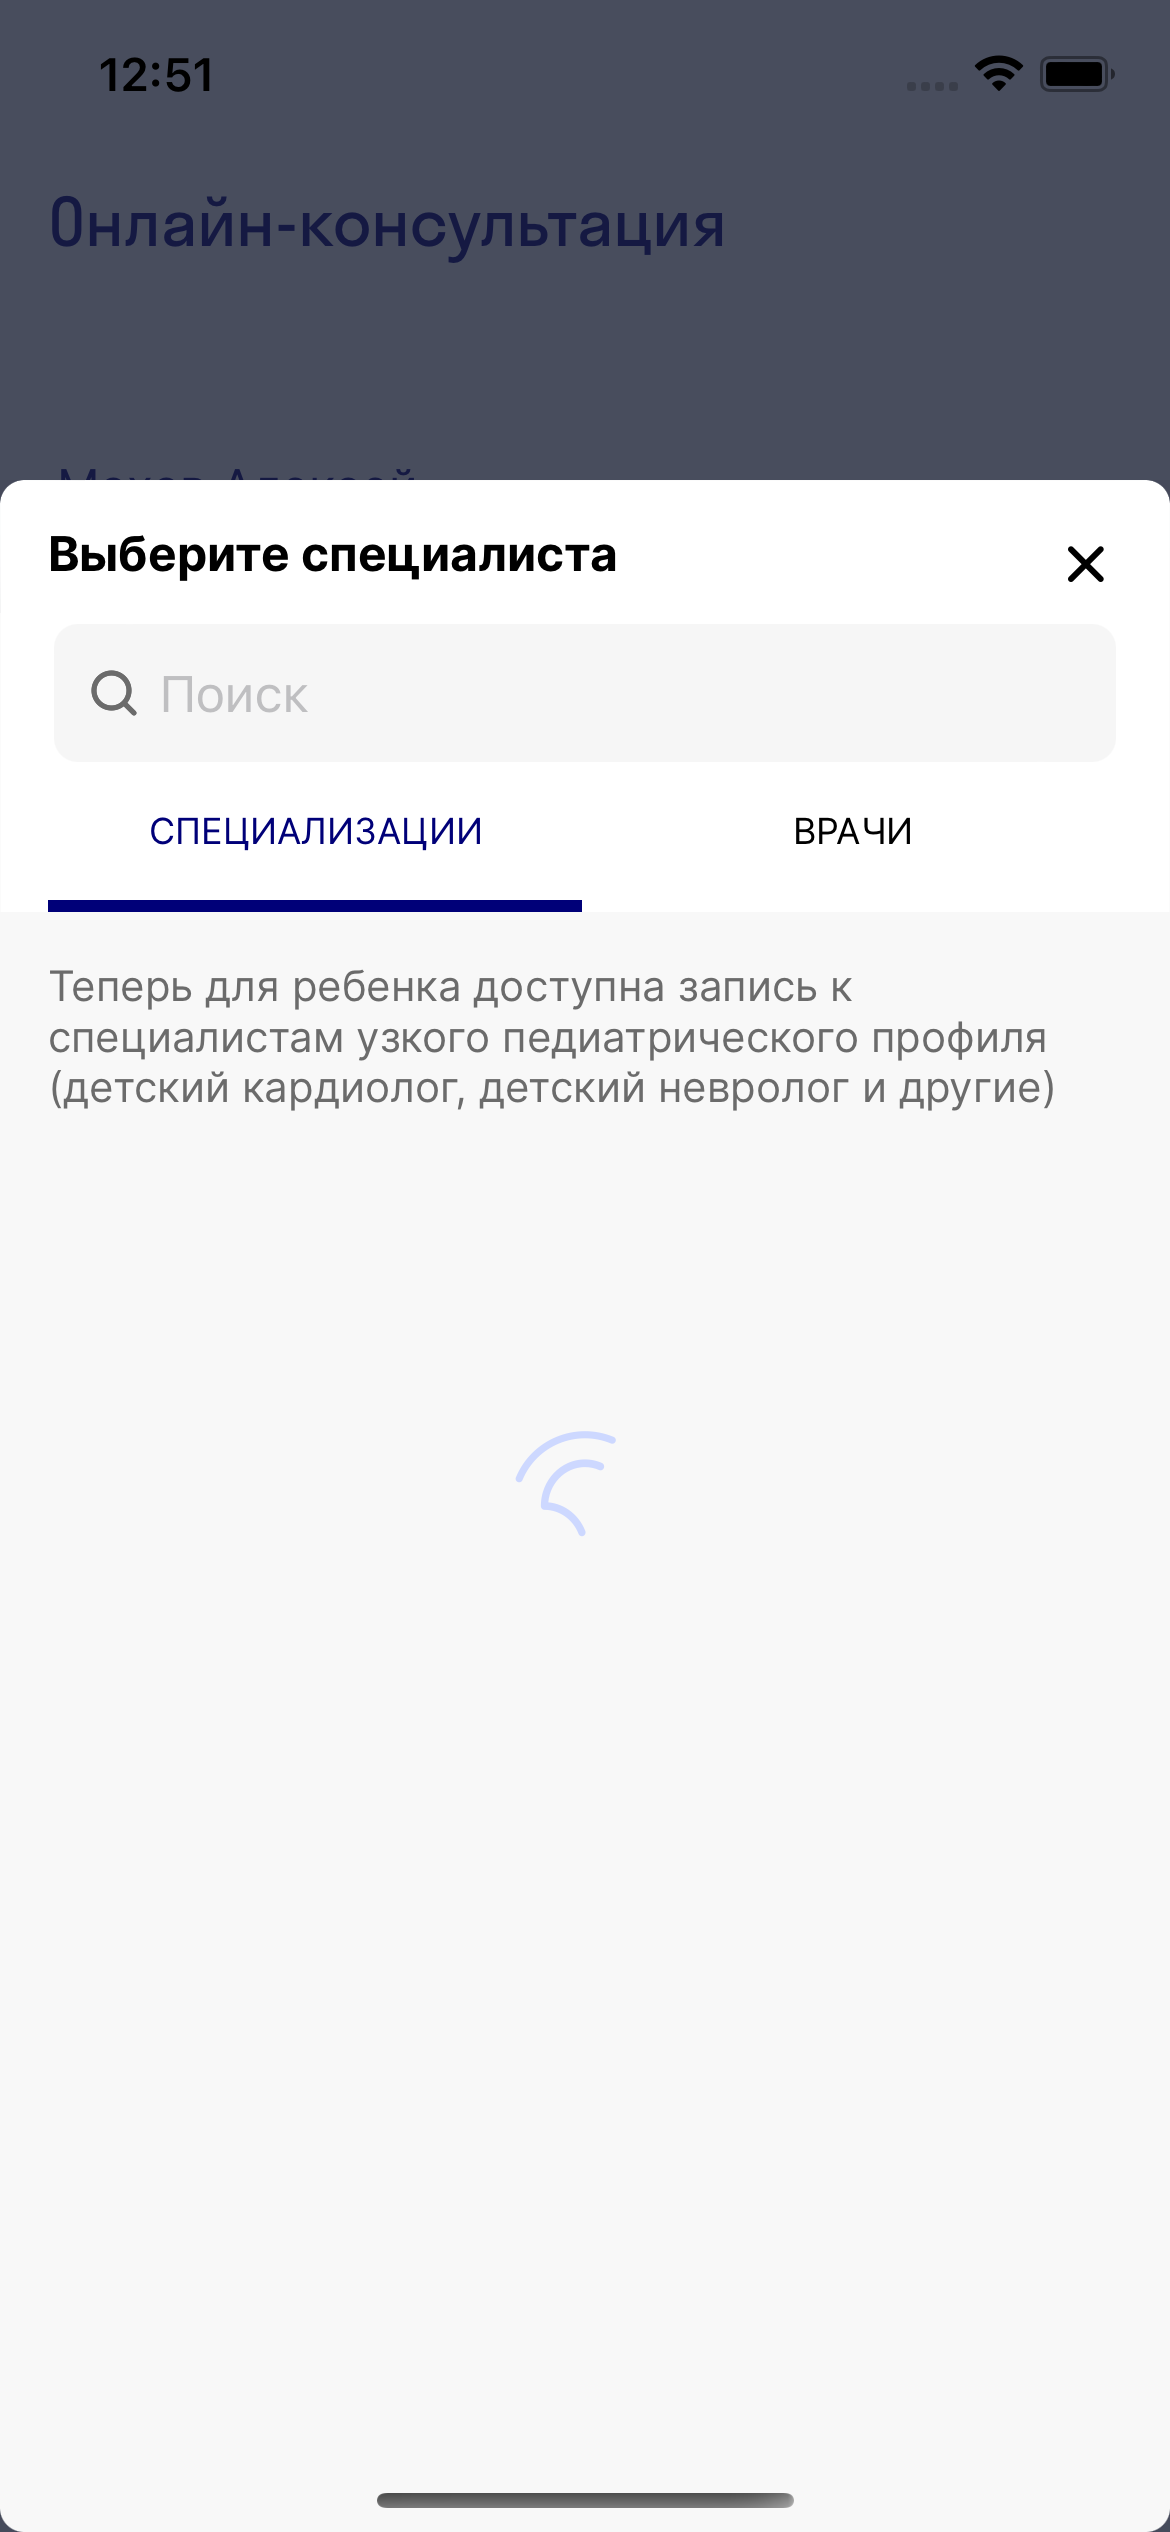 12:51
Онлайн-консультация
Выберите специалиста
Поиск
СПЕЦИАЛИЗАЦИИ
ВРАЧИ
Теперь для ребенка доступна запись к
специалистам узкого педиатрического профиля
(детский кардиолог, детский невролог и другие)